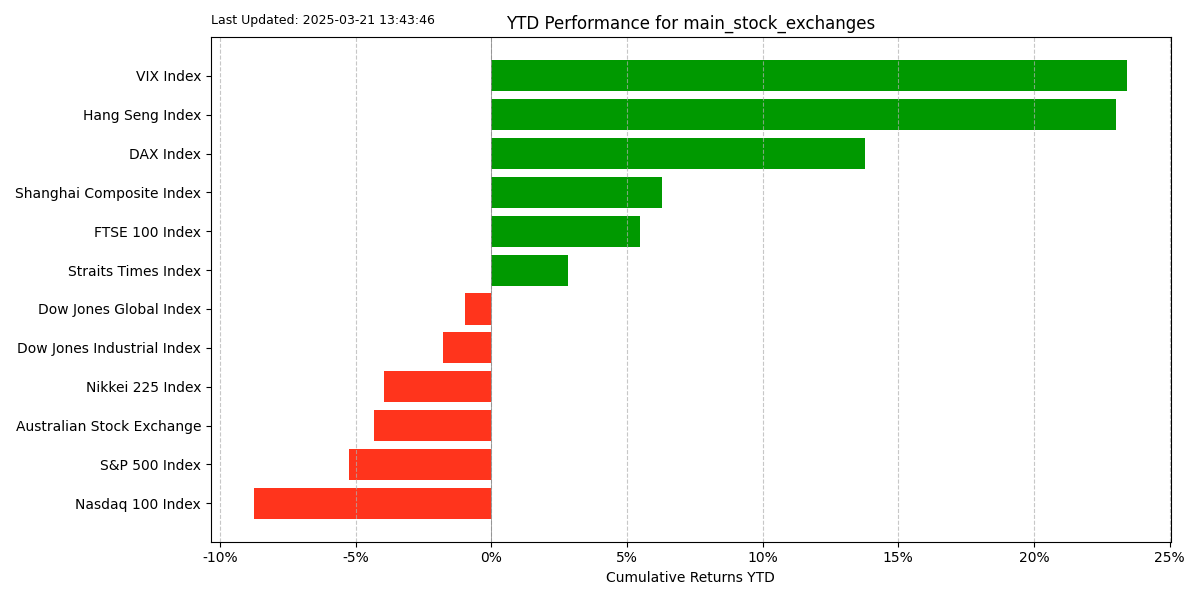 Last Updated: 2025-03-21 13:43:46
YTD Performance for main_stock_exchanges
VIX Index
Hang Seng Index
DAX Index
Shanghai Composite Index
FTSE 100 Index
Straits Times Index
Dow Jones Global Index
Dow Jones Industrial Index
Nikkei 225 Index
Australian Stock Exchange
S&P 500 Index
Nasdaq 100 Index
-10% -5% 0% 5% 10% 15% 20% 25%
Cumulative Returns YTD